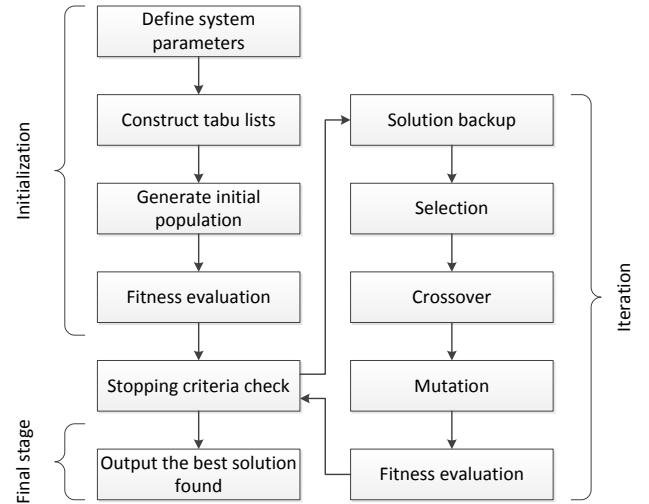 Define system
parameters
Construct tabu lists
Generate initial
population
Fitness evaluation
Stopping criteria check
Output the best solution
found
Solution backup
Selection
Crossover
Mutation
Fitness evaluation
Initialization
Final stage
Iteration